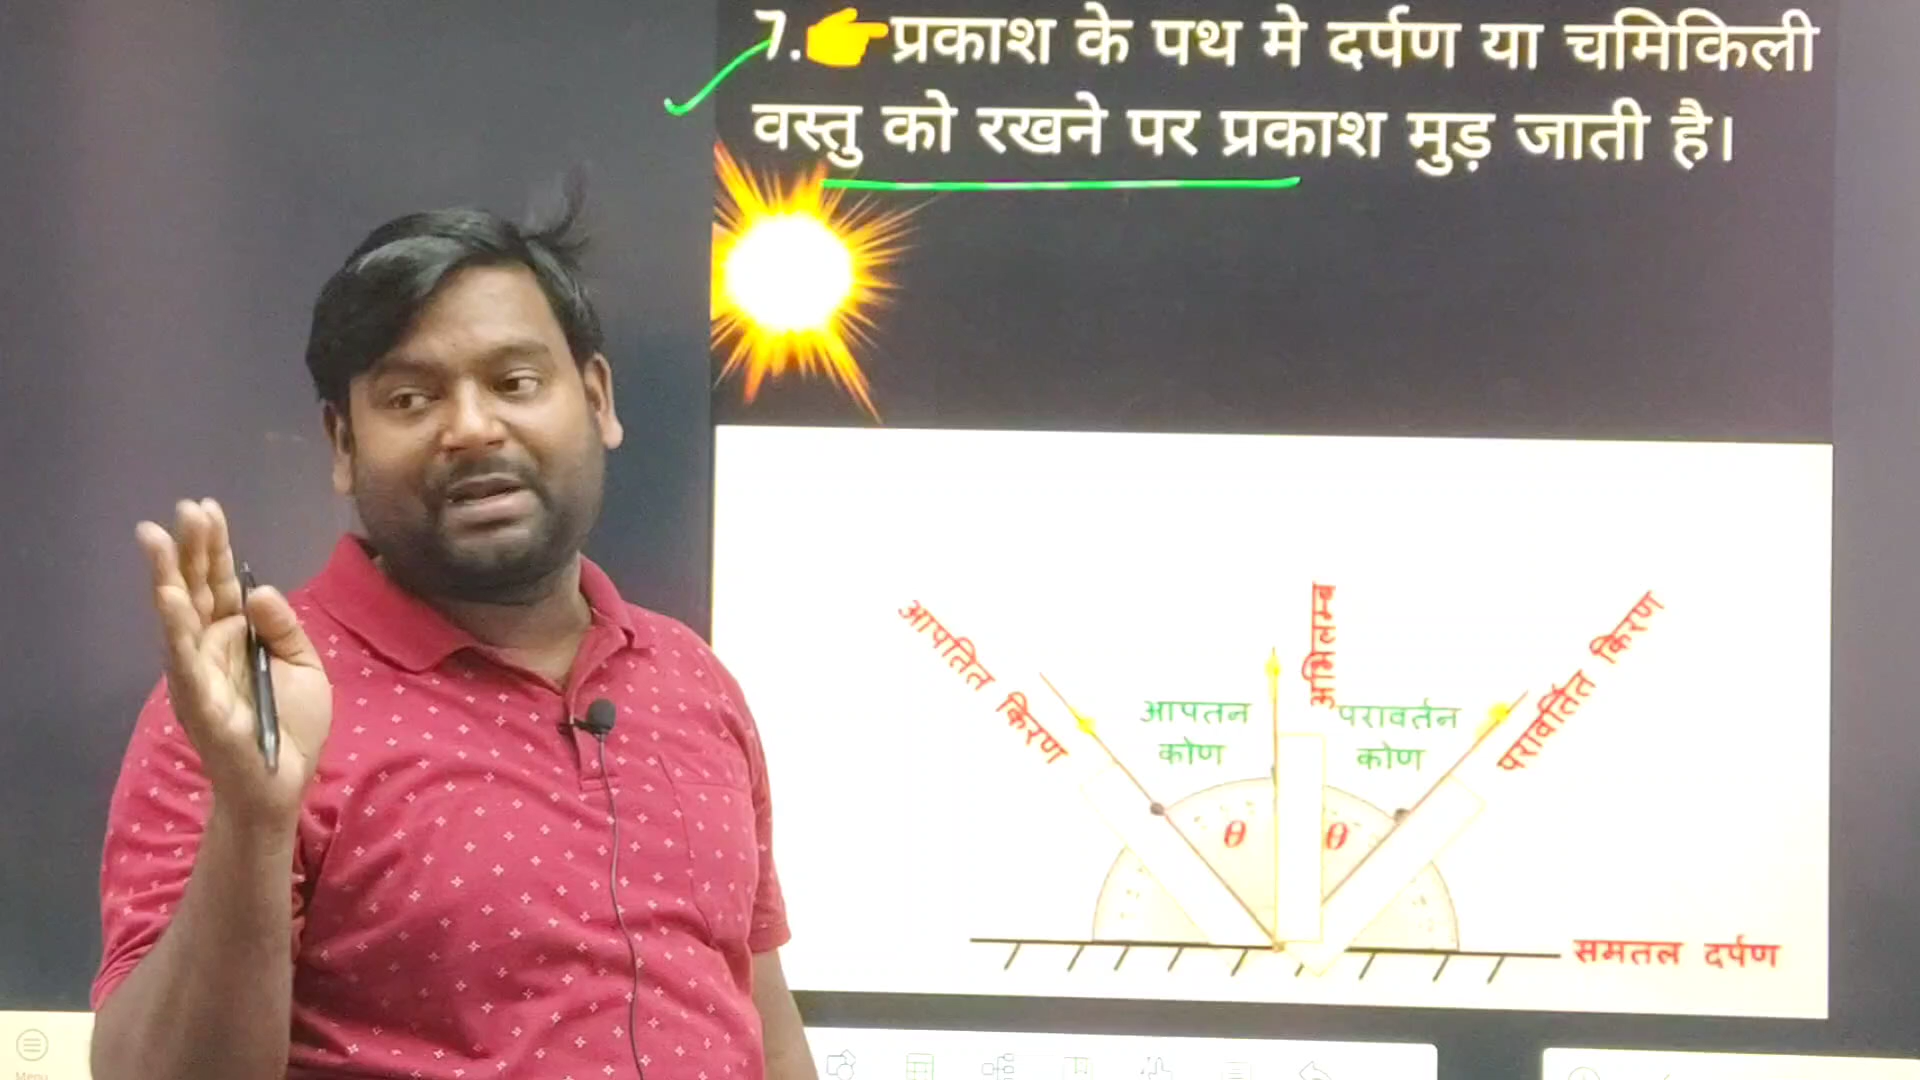 7.👉प्रकाश के पथ मे दर्पण या चमिकिली
वस्तु को रखने पर प्रकाश मुड़ जाती है।
आपतित किरण
अभिलम्ब
परावर्तित किरण
आपतन
कोण
परावर्तन
कोण
θ
θ
समतल दर्पण
Menu